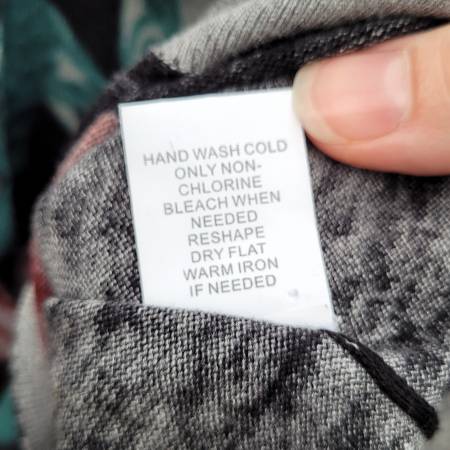 HAND WASH COLD
ONLY NON-
CHLORINE
BLEACH WHEN
NEEDED
RESHAPE
DRY FLAT
WARM IRON
IF NEEDED